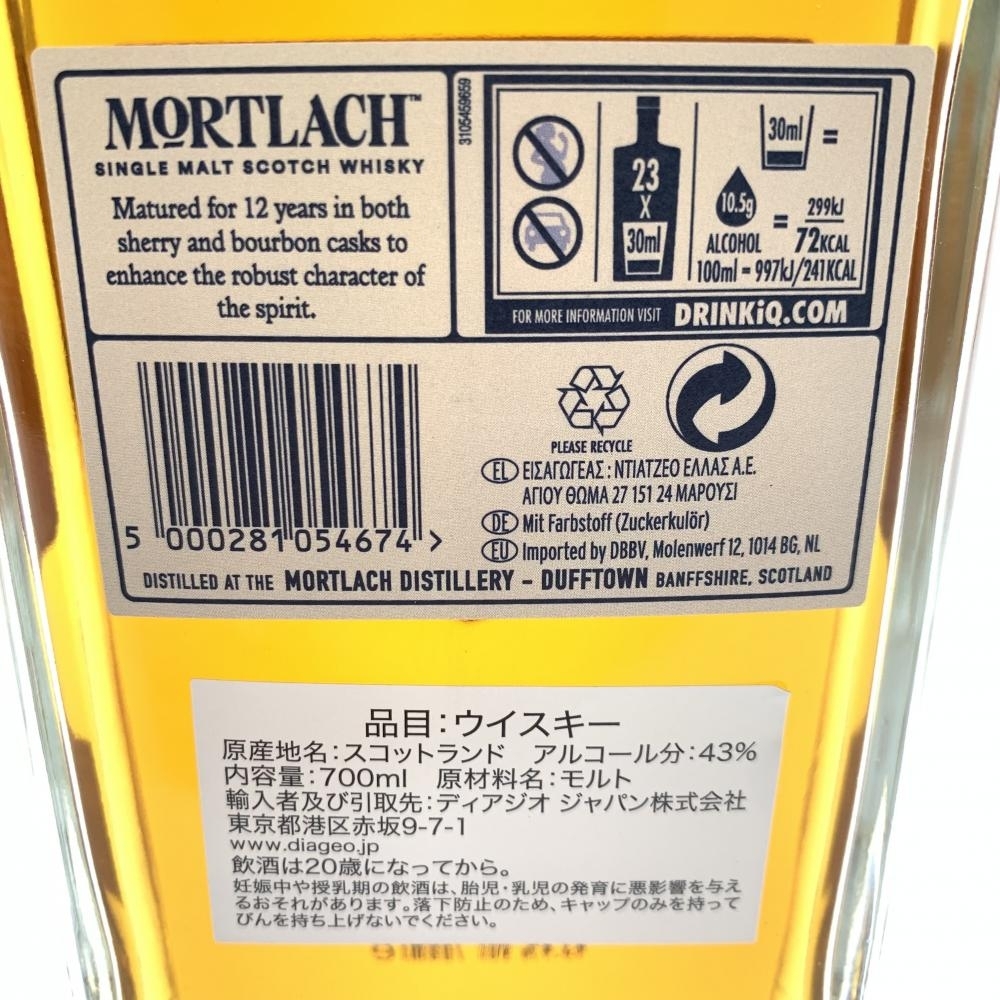 MORTLACH™
SINGLE MALT SCOTCH WHISKY
Matured for 12 years in both
sherry and bourbon casks to
enhance the robust character of
the spirit.
3105459659
23
X
30ml
30ml =
10.5g
ALCOHOL
= 299kJ
72KCAL
100ml = 997kJ/241KCAL
FOR MORE INFORMATION VISIT DRINKiQ.COM
5 000281 054674 >
PLEASE RECYCLE
EL ΕΙΣΑΓΩΓΕΑΣ : ΝΤΙΑΤΖΕΟ ΕΛΛΑΣ Α.Ε.
ΑΓΙΟΥ ΘΩΜΑ 27 151 24 ΜΑΡΟΥΣΙ
DE Mit Farbstoff (Zuckerkulör)
EU Imported by DBBV, Molenwerf 12, 1014 BG, NL
DISTILLED AT THE MORTLACH DISTILLERY – DUFFTOWN BANFFSHIRE, SCOTLAND
品目:ウイスキー
原産地名:スコットランド アルコール分:43%
内容量:700ml 原材料名:モルト
輸入者及び引取先:ディアジオ ジャパン株式会社
東京都港区赤坂9-7-1
www.diageo.jp
飲酒は20歳になってから。
妊娠中や授乳期の飲酒は、胎児・乳児の発育に悪影響を与え
るおそれがあります。落下防止のため、キャップのみを持って
びんを持ち上げないでください。